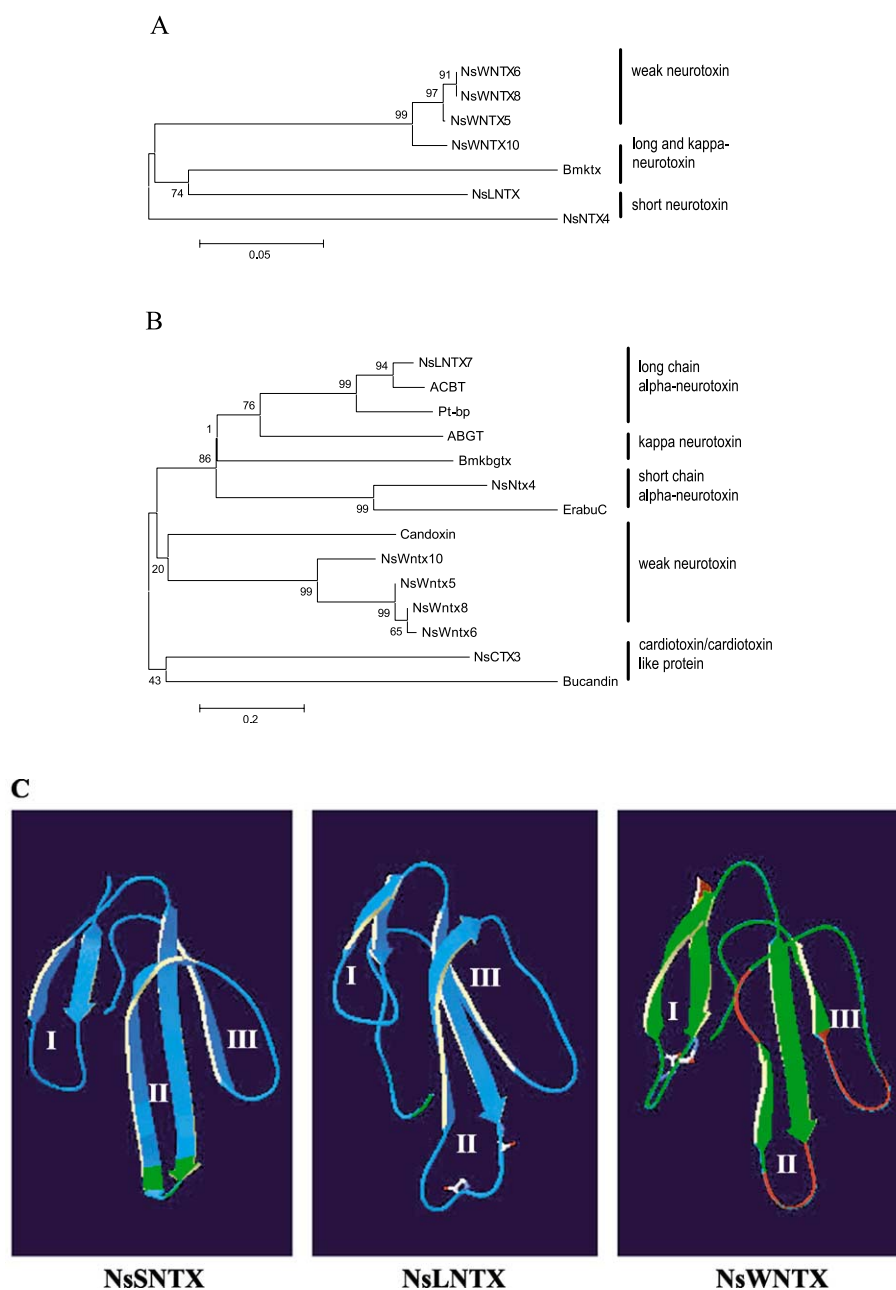 A
NsWNTX6
91
NsWNTX8
97
NsWNTX5
99
NsWNTX10
Bmktx
74
NsLNTX
NsNTX4
0.05
weak neurotoxin
long and kappa-
neurotoxin
short neurotoxin
B
NsLNTX7
94
ACBT
99
Pt-bp
76
ABGT
1
Bmkbgtx
86
NsNtx4
99
ErabuC
Candoxin
20
NsWntx10
99
NsWntx5
99
NsWntx8
65
NsWntx6
NsCTX3
43
Bucandin
0.2
long chain
alpha-neurotoxin
kappa neurotoxin
short chain
alpha-neurotoxin
weak neurotoxin
cardiotoxin/cardiotoxin
like protein
C
I
II
III
NsSNTX
I
II
III
NsLNTX
I
II
III
NsWNTX